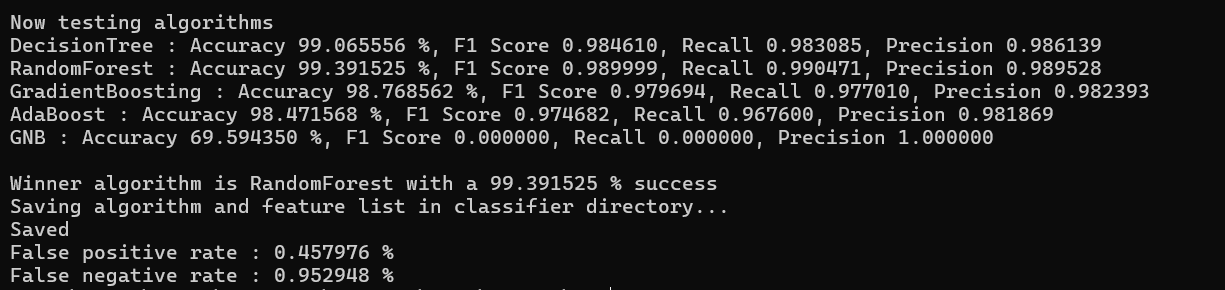 Now testing algorithms
DecisionTree : Accuracy 99.065556 %, F1 Score 0.984610, Recall 0.983085, Precision 0.986139
RandomForest : Accuracy 99.391525 %, F1 Score 0.989999, Recall 0.990471, Precision 0.989528
GradientBoosting : Accuracy 98.768562 %, F1 Score 0.979694, Recall 0.977010, Precision 0.982393
AdaBoost : Accuracy 98.471568 %, F1 Score 0.974682, Recall 0.967600, Precision 0.981869
GNB : Accuracy 69.594350 %, F1 Score 0.000000, Recall 0.000000, Precision 1.000000
Winner algorithm is RandomForest with a 99.391525 % success
Saving algorithm and feature list in classifier directory...
Saved
False positive rate : 0.457976 %
False negative rate : 0.952948 %